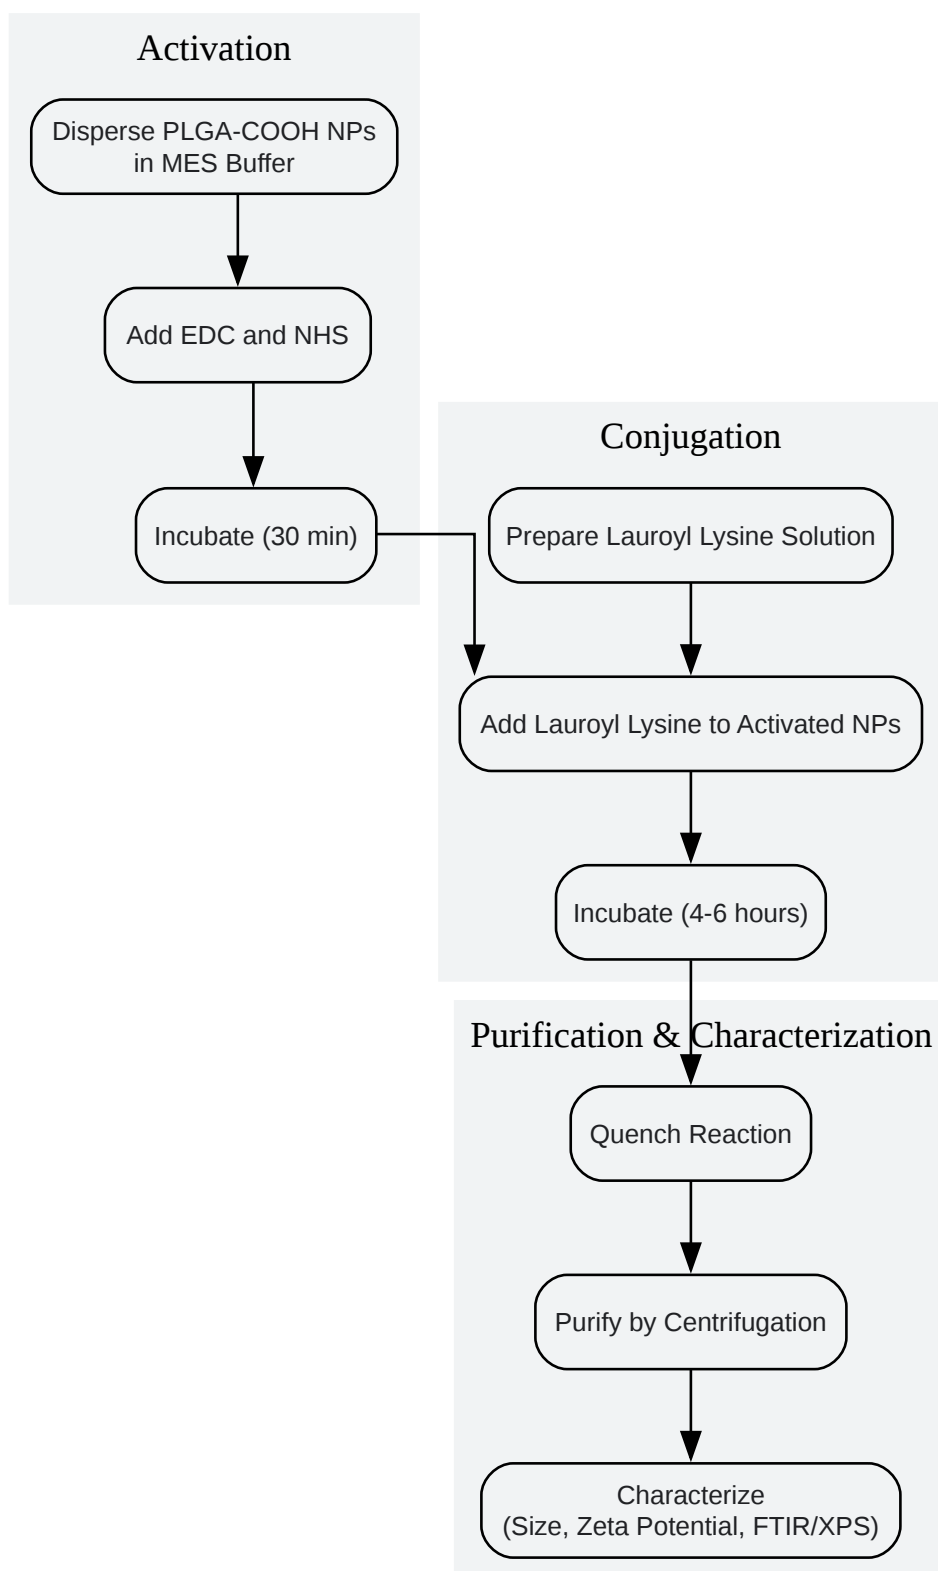 Activation
Disperse PLGA-COOH NPs
in MES Buffer
Add EDC and NHS
Incubate (30 min)
Conjugation
Prepare Lauroyl Lysine Solution
Add Lauroyl Lysine to Activated NPs
Incubate (4-6 hours)
Purification & Characterization
Quench Reaction
Purify by Centrifugation
Characterize
(Size, Zeta Potential, FTIR/XPS)